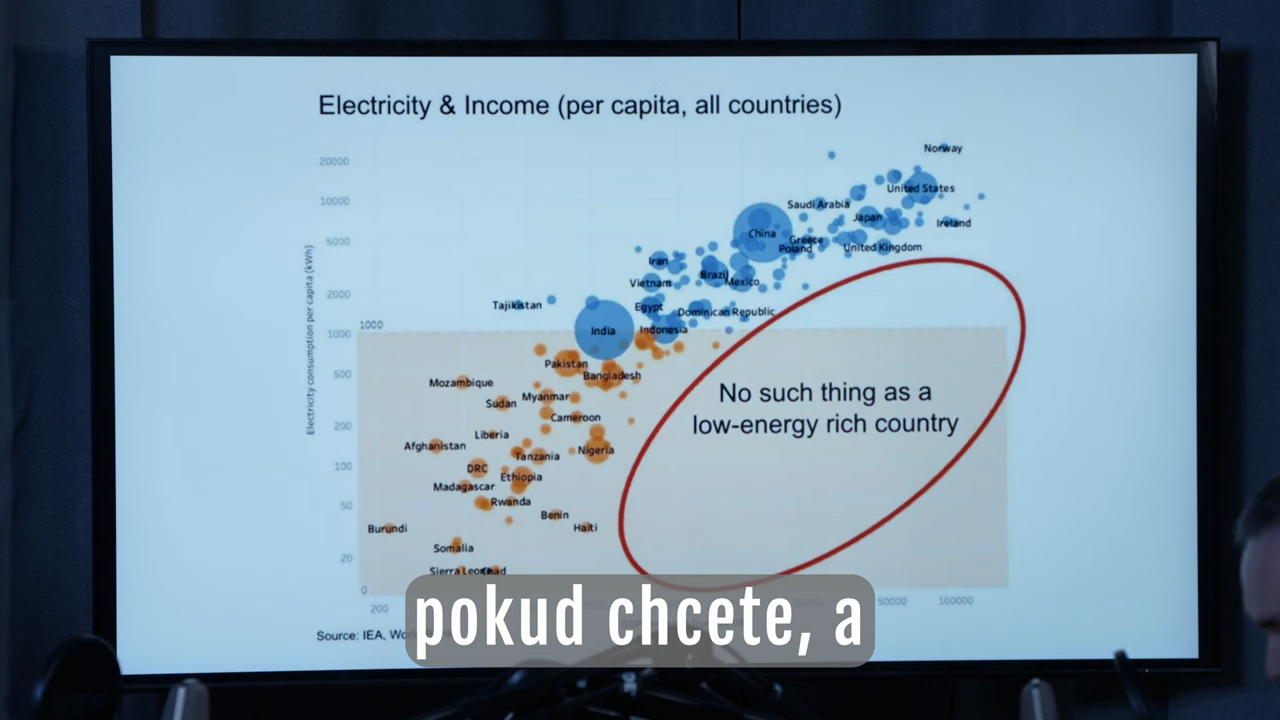 Electricity & Income (per capita, all countries)
Electricity consumption per capita (kWh)
20000
10000
5000
2000
1000
500
200
100
50
20
0
1000
Norway
United States
Saudi Arabia
Japan
Ireland
China
Greece
Poland
United Kingdom
Iran
Brazil
Mexico
Vietnam
Tajikistan
Egypt
Dominican Republic
India
Indonesia
Pakistan
Bangladesh
Mozambique
Myanmar
Sudan
Cameroon
Liberia
Afghanistan
Nigeria
Tanzania
DRC
Ethiopia
Madagascar
Rwanda
Benin
Burundi
Haiti
Somalia
Sierra Leone
Chad
No such thing as a
low-energy rich country
200
50000
100000
Source: IEA,
pokud chcete, a